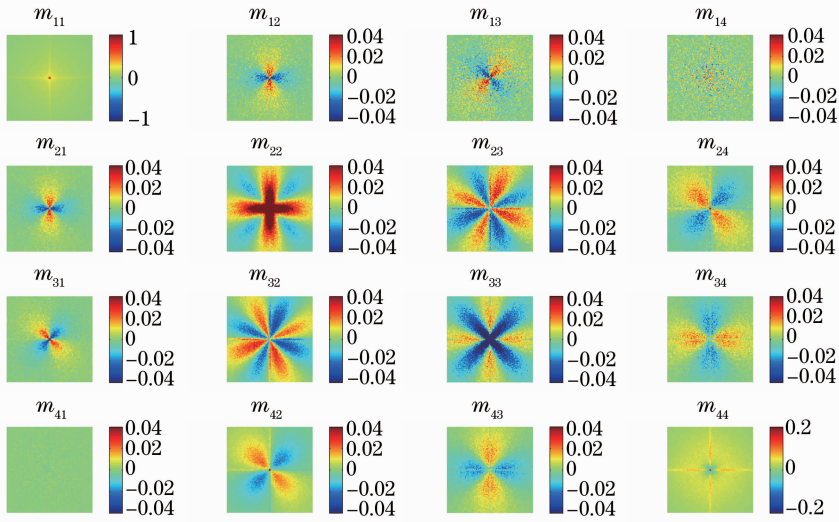 m₁₁ m₁₂ m₁₃ m₁₄
1 0.04 0.04 0.04
0.02 0.02 0.02
0 0 0 0
−0.02 −0.02 −0.02
−1 −0.04 −0.04 −0.04
m₂₁ m₂₂ m₂₃ m₂₄
0.04 0.04 0.04 0.04
0.02 0.02 0.02 0.02
0 0 0 0
−0.02 −0.02 −0.02 −0.02
−0.04 −0.04 −0.04 −0.04
m₃₁ m₃₂ m₃₃ m₃₄
0.04 0.04 0.04 0.04
0.02 0.02 0.02 0.02
0 0 0 0
−0.02 −0.02 −0.02 −0.02
−0.04 −0.04 −0.04 −0.04
m₄₁ m₄₂ m₄₃ m₄₄
0.04 0.04 0.04 0.2
0.02 0.02 0.02
0 0 0 0
−0.02 −0.02 −0.02
−0.04 −0.04 −0.04 −0.2